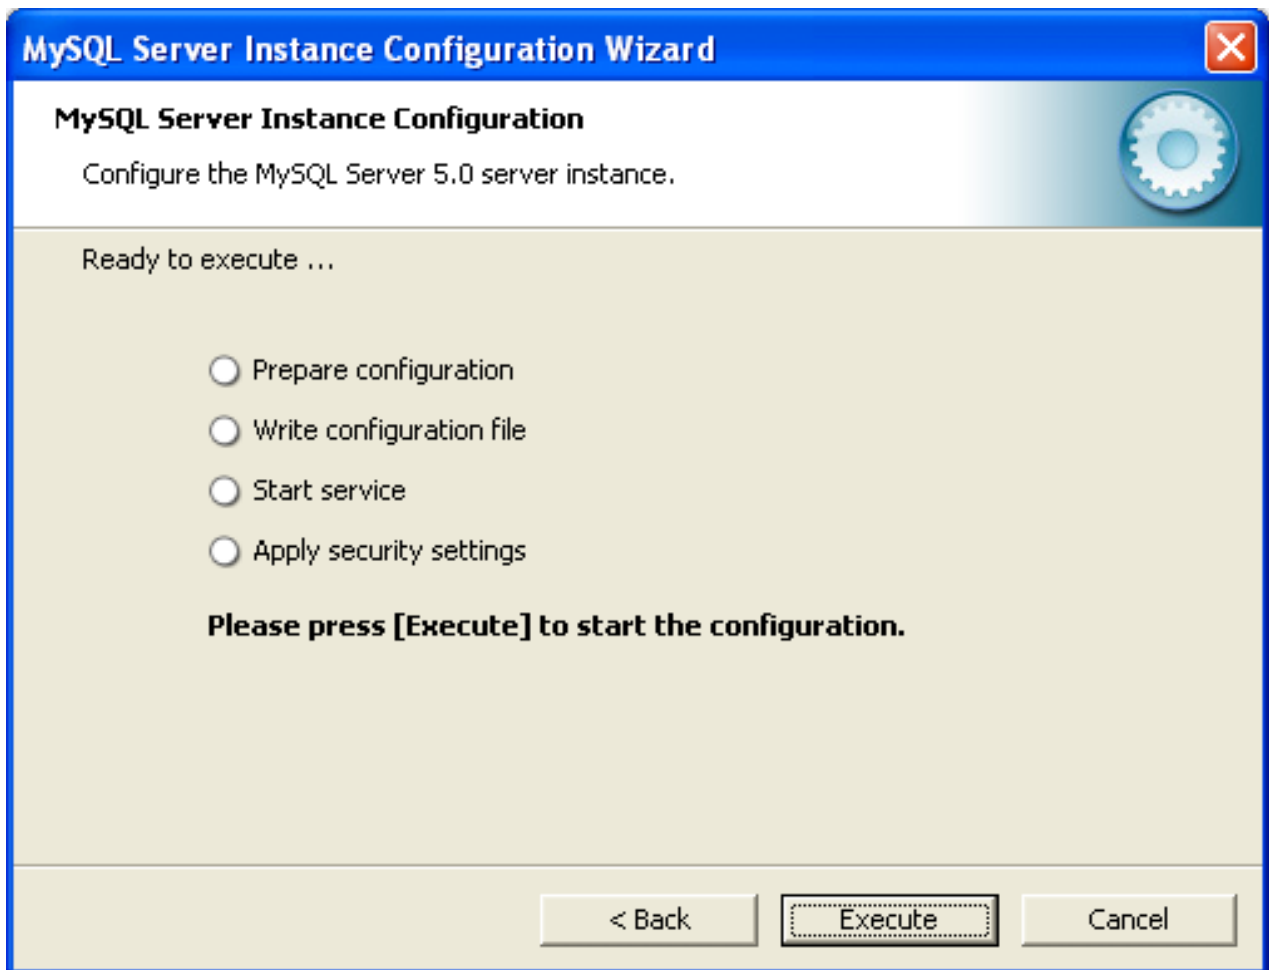 MySQL Server Instance Configuration Wizard
MySQL Server Instance Configuration
Configure the MySQL Server 5.0 server instance.
Ready to execute ...
Prepare configuration
Write configuration file
Start service
Apply security settings
Please press [Execute] to start the configuration.
< Back
Execute
Cancel